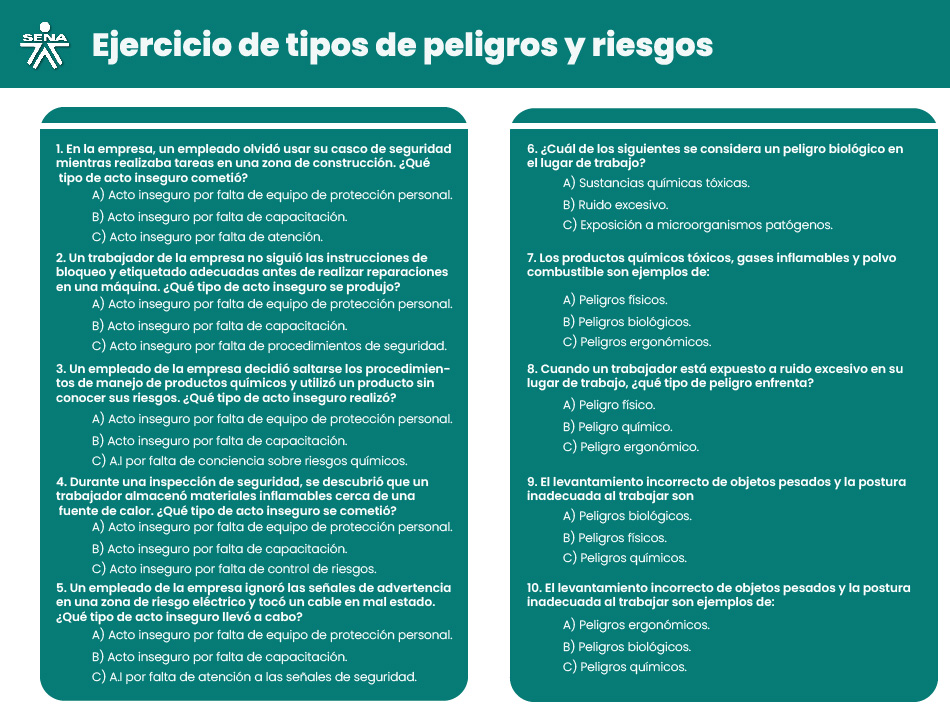 SENA
Ejercicio de tipos de peligros y riesgos
1. En la empresa, un empleado olvidó usar su casco de seguridad
mientras realizaba tareas en una zona de construcción. ¿Qué
tipo de acto inseguro cometió?
A) Acto inseguro por falta de equipo de protección personal.
B) Acto inseguro por falta de capacitación.
C) Acto inseguro por falta de atención.
2. Un trabajador de la empresa no siguió las instrucciones de
bloqueo y etiquetado adecuadas antes de realizar reparaciones
en una máquina. ¿Qué tipo de acto inseguro se produjo?
A) Acto inseguro por falta de equipo de protección personal.
B) Acto inseguro por falta de capacitación.
C) Acto inseguro por falta de procedimientos de seguridad.
3. Un empleado de la empresa decidió saltarse los procedimien-
tos de manejo de productos químicos y utilizó un producto sin
conocer sus riesgos. ¿Qué tipo de acto inseguro realizó?
A) Acto inseguro por falta de equipo de protección personal.
B) Acto inseguro por falta de capacitación.
C) A.I por falta de conciencia sobre riesgos químicos.
4. Durante una inspección de seguridad, se descubrió que un
trabajador almacenó materiales inflamables cerca de una
fuente de calor. ¿Qué tipo de acto inseguro se cometió?
A) Acto inseguro por falta de equipo de protección personal.
B) Acto inseguro por falta de capacitación.
C) Acto inseguro por falta de control de riesgos.
5. Un empleado de la empresa ignoró las señales de advertencia
en una zona de riesgo eléctrico y tocó un cable en mal estado.
¿Qué tipo de acto inseguro llevó a cabo?
A) Acto inseguro por falta de equipo de protección personal.
B) Acto inseguro por falta de capacitación.
C) A.I por falta de atención a las señales de seguridad.
6. ¿Cuál de los siguientes se considera un peligro biológico en
el lugar de trabajo?
A) Sustancias químicas tóxicas.
B) Ruido excesivo.
C) Exposición a microorganismos patógenos.
7. Los productos químicos tóxicos, gases inflamables y polvo
combustible son ejemplos de:
A) Peligros físicos.
B) Peligros biológicos.
C) Peligros ergonómicos.
8. Cuando un trabajador está expuesto a ruido excesivo en su
lugar de trabajo, ¿qué tipo de peligro enfrenta?
A) Peligro físico.
B) Peligro químico.
C) Peligro ergonómico.
9. El levantamiento incorrecto de objetos pesados y la postura
inadecuada al trabajar son
A) Peligros biológicos.
B) Peligros físicos.
C) Peligros químicos.
10. El levantamiento incorrecto de objetos pesados y la postura
inadecuada al trabajar son ejemplos de:
A) Peligros ergonómicos.
B) Peligros biológicos.
C) Peligros químicos.